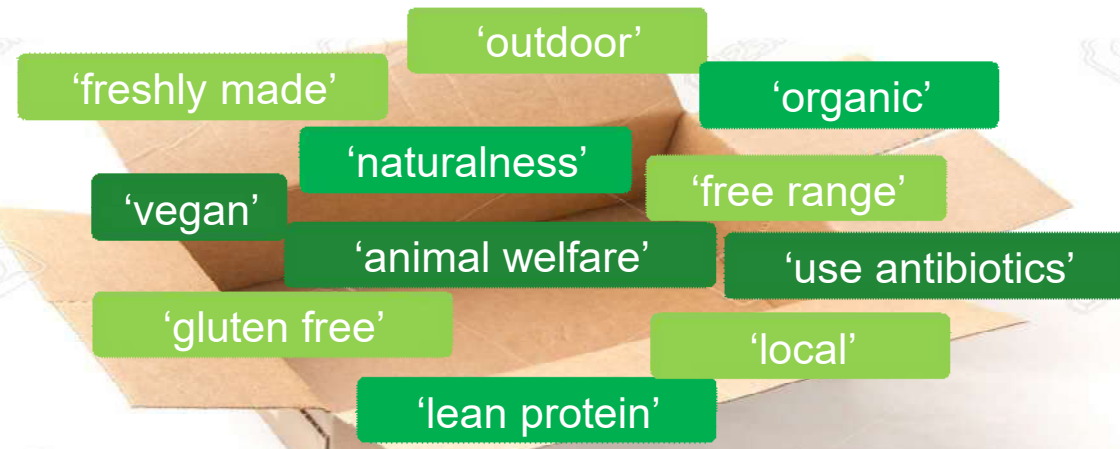 ‘outdoor’
‘freshly made’
‘organic’
‘naturalness’
‘free range’
‘vegan’
‘animal welfare’
‘use antibiotics’
‘gluten free’
‘local’
‘lean protein’